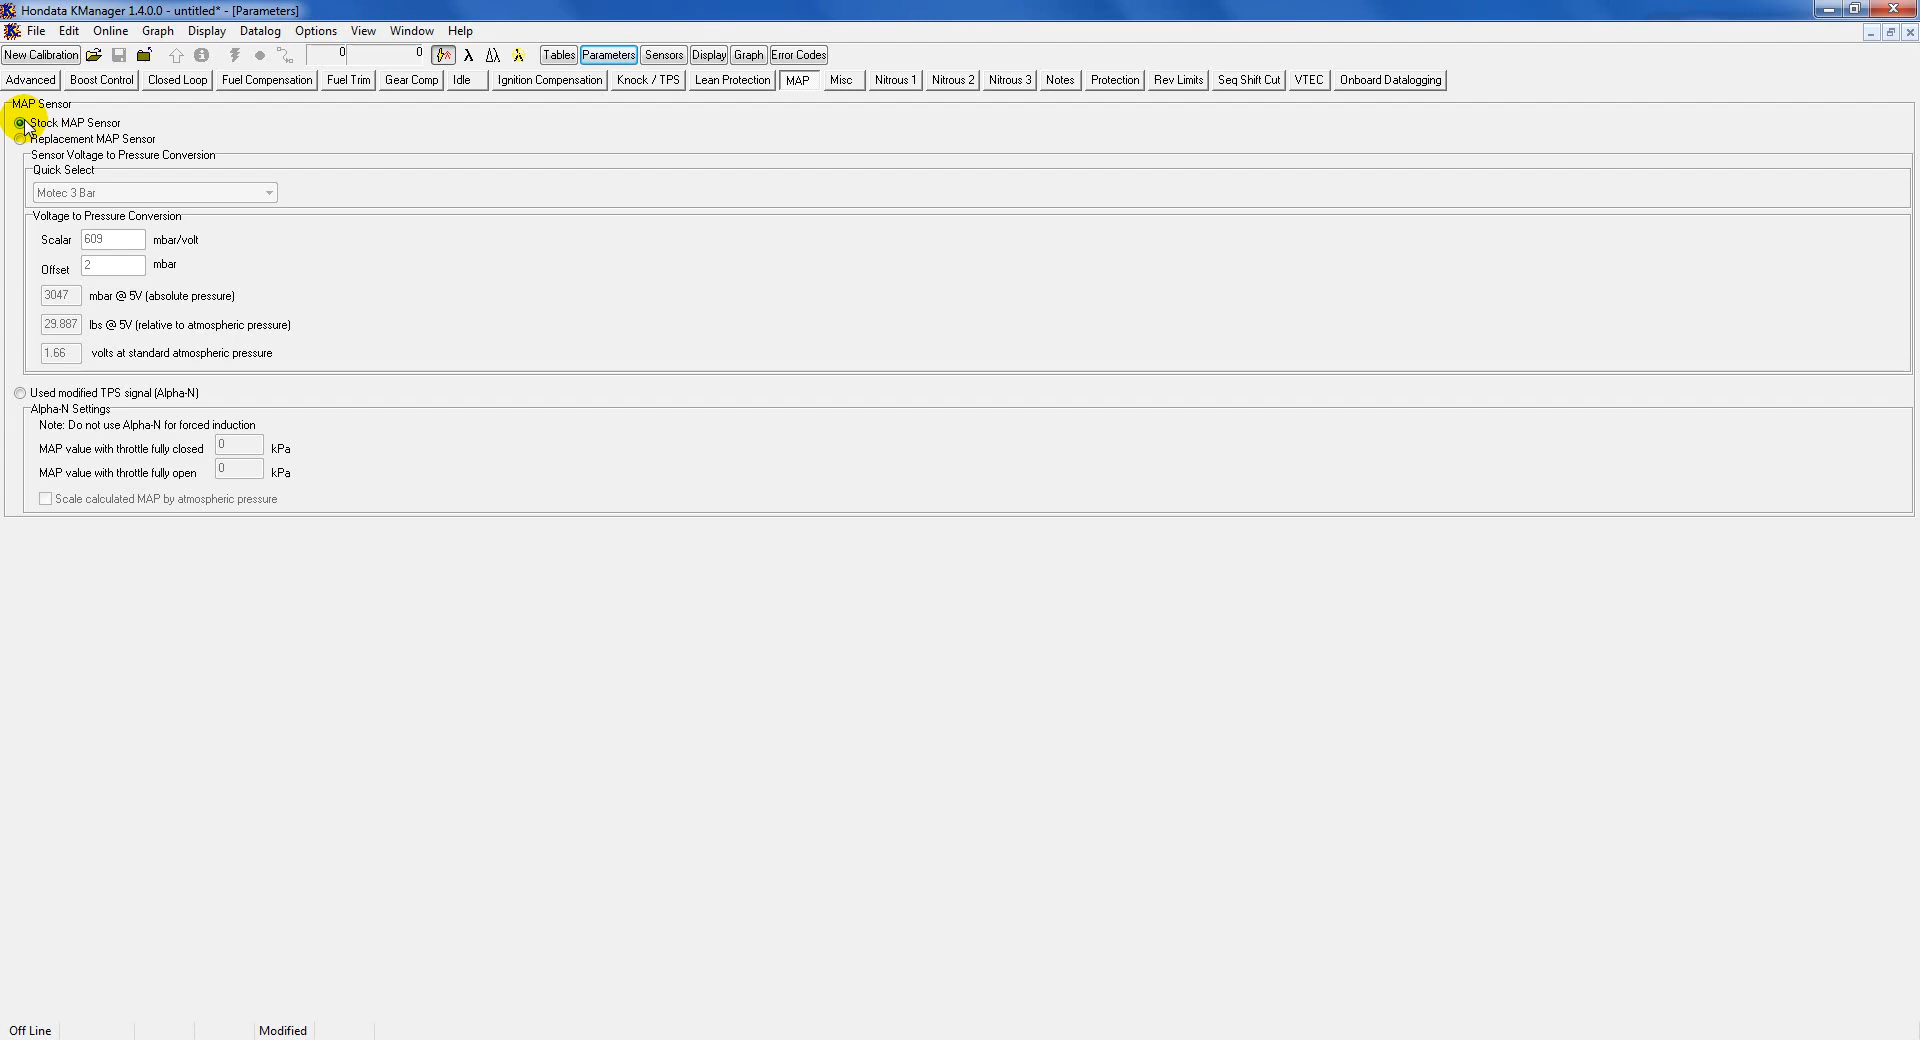 Hondata KManager 1.4.0.0 - untitled* - [Parameters]
File Edit Online Graph Display Datalog Options View Window Help
New Calibration 0 0 λ Tables Parameters Sensors Display Graph Error Codes
Advanced Boost Control Closed Loop Fuel Compensation Fuel Trim Gear Comp Idle Ignition Compensation Knock / TPS Lean Protection MAP Misc Nitrous 1 Nitrous 2 Nitrous 3 Notes Protection Rev Limits Seq Shift Cut VTEC Onboard Datalogging
MAP Sensor
Stock MAP Sensor
Replacement MAP Sensor
Sensor Voltage to Pressure Conversion
Quick Select
Motec 3 Bar
Voltage to Pressure Conversion
Scalar 609 mbar/volt
Offset 2 mbar
3047 mbar @ 5V (absolute pressure)
29.887 lbs @ 5V (relative to atmospheric pressure)
1.66 volts at standard atmospheric pressure
Used modified TPS signal (Alpha-N)
Alpha-N Settings
Note: Do not use Alpha-N for forced induction
MAP value with throttle fully closed 0 kPa
MAP value with throttle fully open 0 kPa
Scale calculated MAP by atmospheric pressure
Off Line Modified